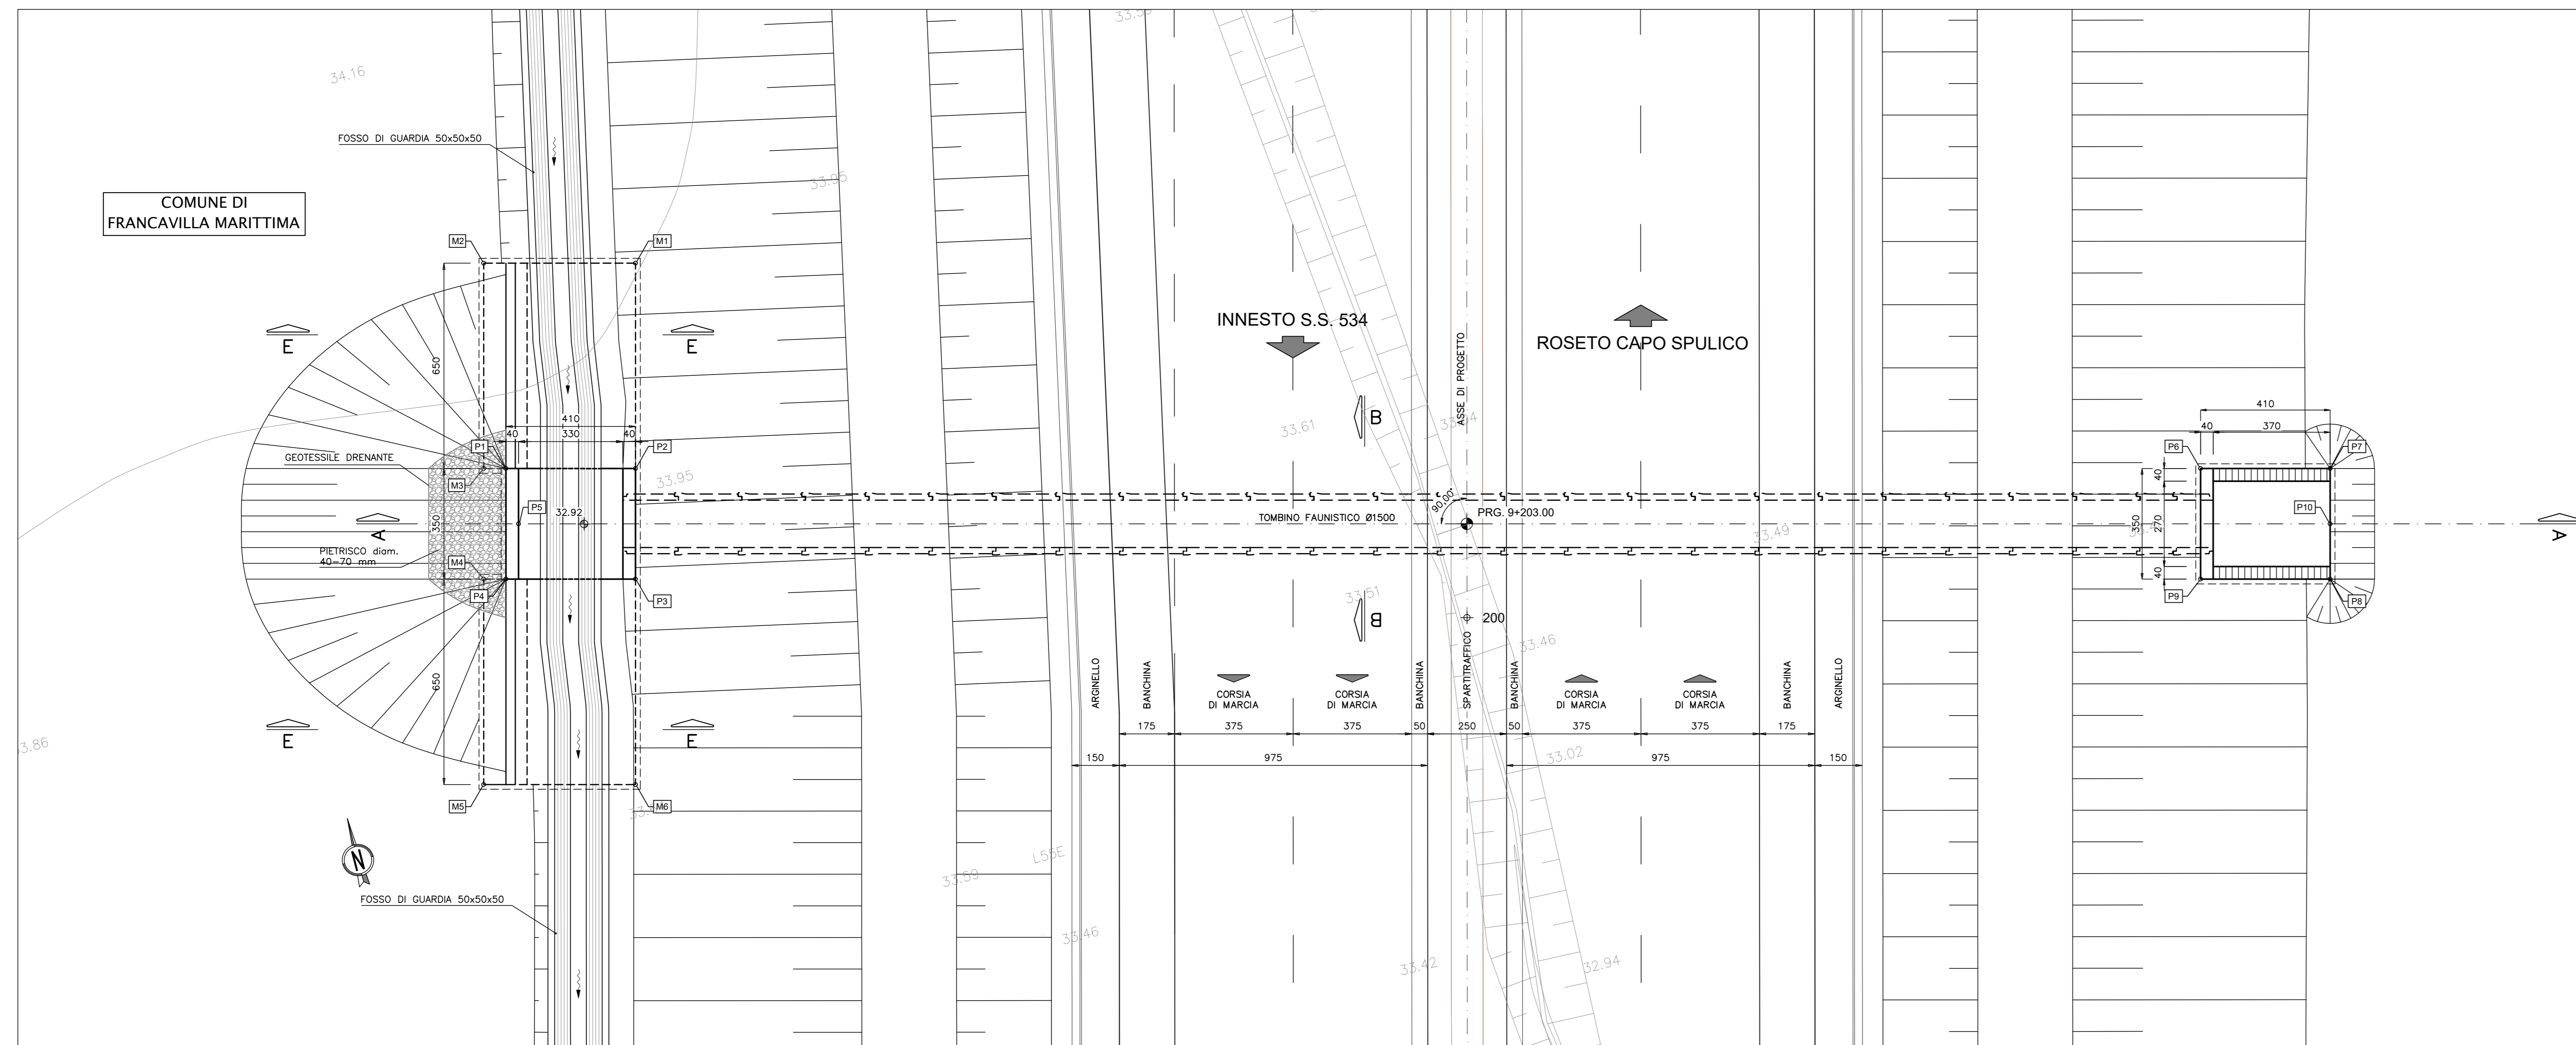 34.16
33.95
FOSSO DI GUARDIA 50x50x50
COMUNE DI
FRANCAVILLA MARITTIMA
M2
M1
E
E
INNESTO S.S. 534
ROSETO CAPO SPULICO
ASSE DI PROGETTO
650
410
40
330
40
P1
P2
GEOTESSILE DRENANTE
M3
33.95
33.61
B
410
40
370
P6
P7
40
P5
32.92
350
A
TOMBINO FAUNISTICO Ø1500
90.00°
PRG. 9+203.00
33.49
350
270
P10
A
PIETRISCO diam.
40–70 mm
M4
P4
P3
33.51
B
200
40
P9
P8
33.46
650
ARGINELLO
BANCHINA
CORSIA
DI MARCIA
CORSIA
DI MARCIA
BANCHINA
SPARTITRAFFICO
BANCHINA
CORSIA
DI MARCIA
CORSIA
DI MARCIA
BANCHINA
ARGINELLO
E
E
175
375
375
50
250
50
375
375
175
150
975
975
150
33.02
M5
M6
N
L55E
33.59
FOSSO DI GUARDIA 50x50x50
33.46
33.42
32.94